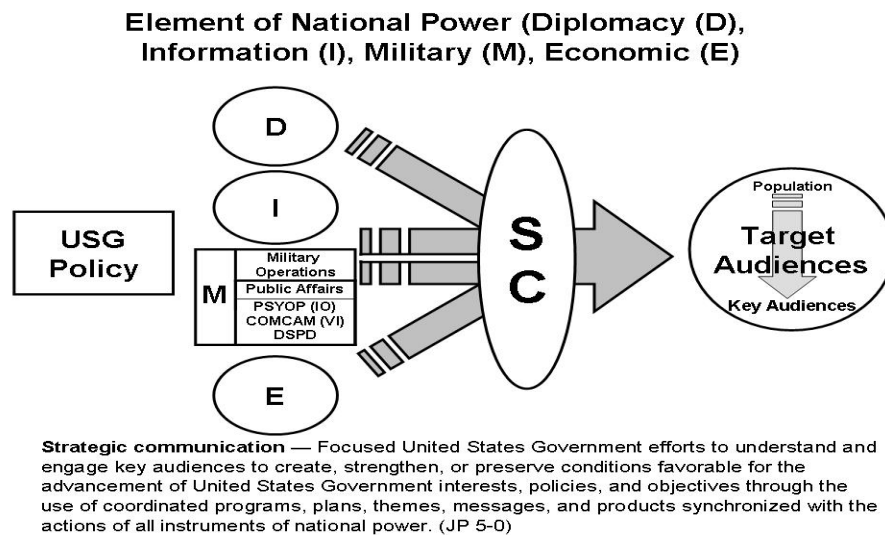 Element of National Power (Diplomacy (D),
Information (I), Military (M), Economic (E)
D
I
USG
Policy
M
Military
Operations
Public Affairs
PSYOP (IO)
COMCAM (VI)
DSPD
E
S
C
Population
Target
Audiences
Key Audiences
Strategic communication — Focused United States Government efforts to understand and
engage key audiences to create, strengthen, or preserve conditions favorable for the
advancement of United States Government interests, policies, and objectives through the
use of coordinated programs, plans, themes, messages, and products synchronized with the
actions of all instruments of national power. (JP 5-0)